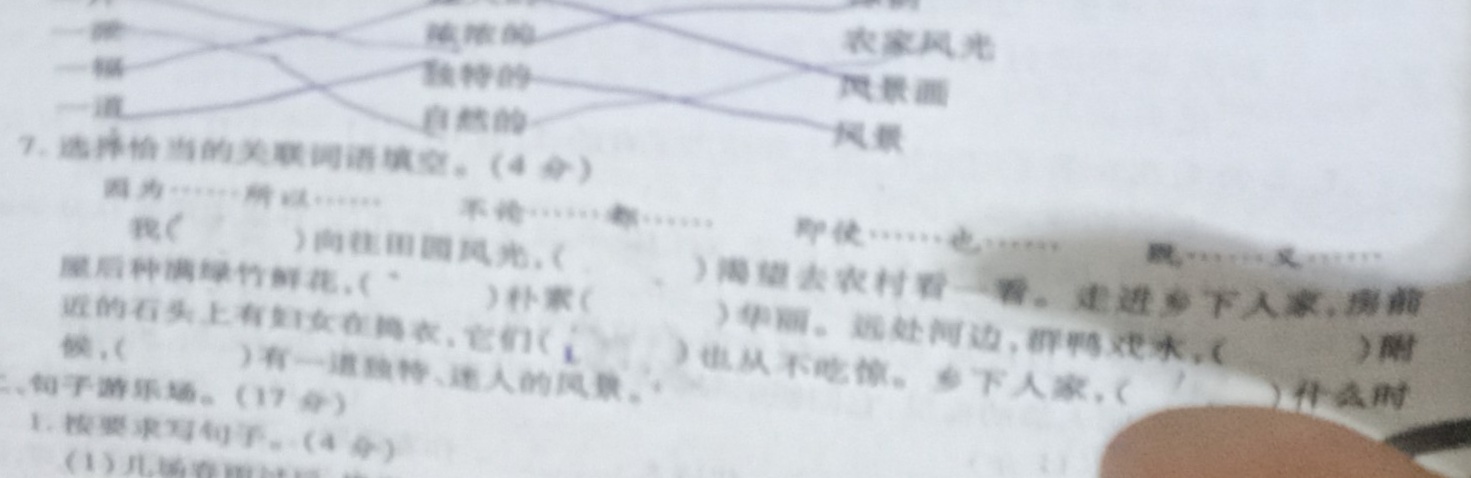 浓浓的
农家风光
一幅
独特的
风景画
一道
自然的
风景
7. 选择恰当的关联词语填空。(4 分)
因为……所以…… 不论……都…… 即使……也…… 既……又……
我( )向往田园风光,( )渴望去农村看一看。走进乡下人家,房前
屋后种满绿竹鲜花,( )朴素( )华丽。远处河边,群鸭戏水,( )附
近的石头上有妇女在捣衣,它们( )也从不吃惊。乡下人家,( )什么时
候,( )有一道独特、迷人的风景。
二、句子游乐场。(17 分)
1. 按要求写句子。(4 分)
(1)几场春雨过后